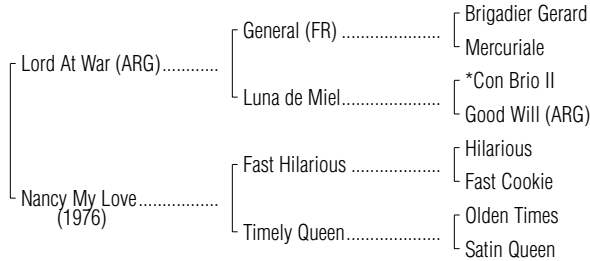 Brigadier Gerard
General (FR) ..................
Mercuriale
Lord At War (ARG)............
*Con Brio II
Luna de Miel.....................
Good Will (ARG)
Hilarious
Fast Hilarious ...................
Fast Cookie
Nancy My Love.................
(1976)
Olden Times
Timely Queen....................
Satin Queen